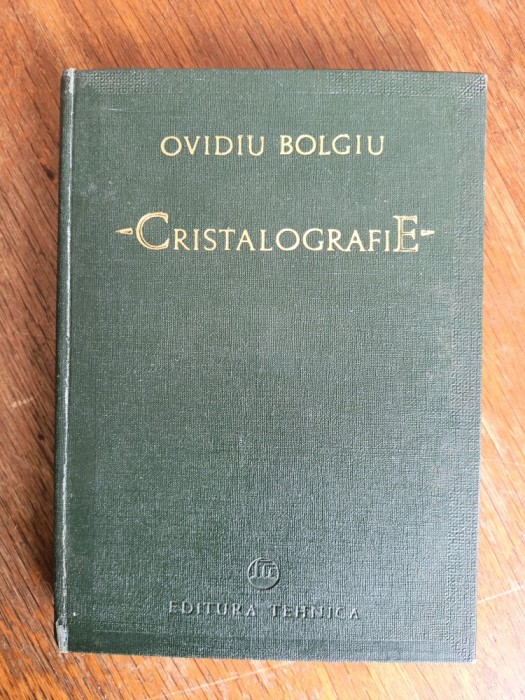 OVIDIU BOLGIU
-CRISTALOGRAFIE-
EDITURA TEHNICA